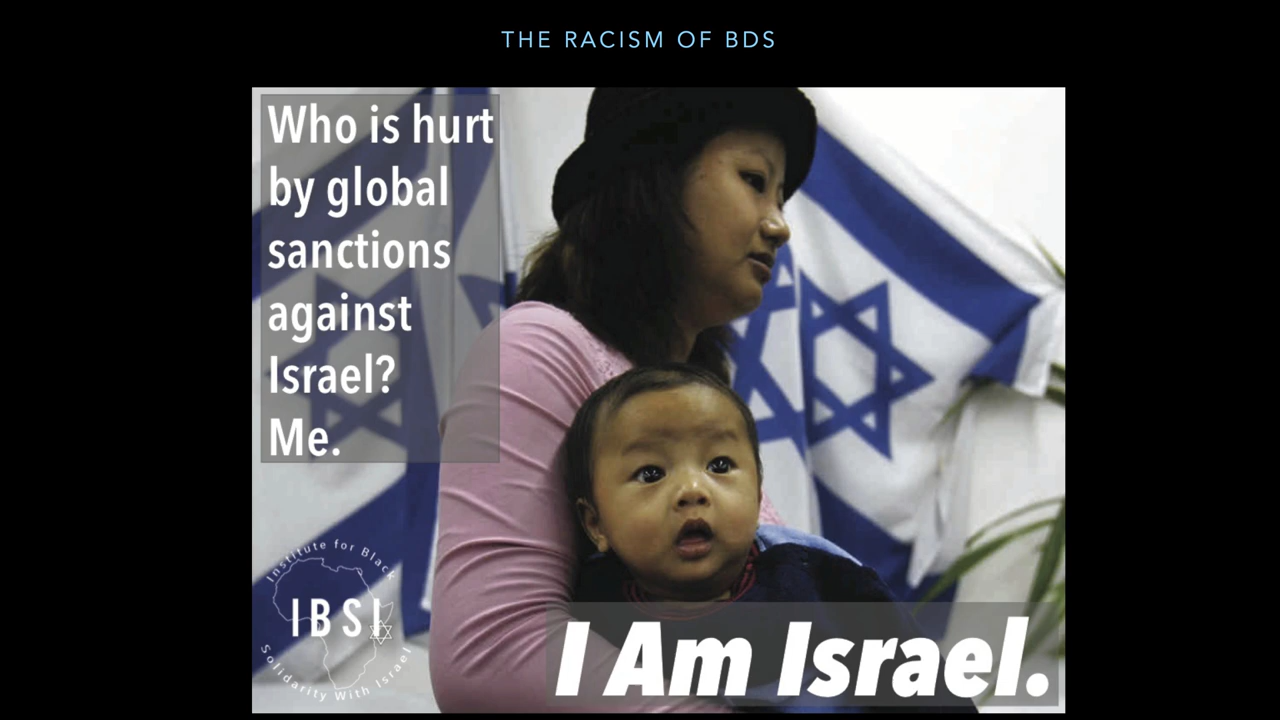 THE RACISM OF BDS
Who is hurt
by global
sanctions
against
Israel?
Me.
Institute for Black
IBSI
Solidarity With Israel
I Am Israel.